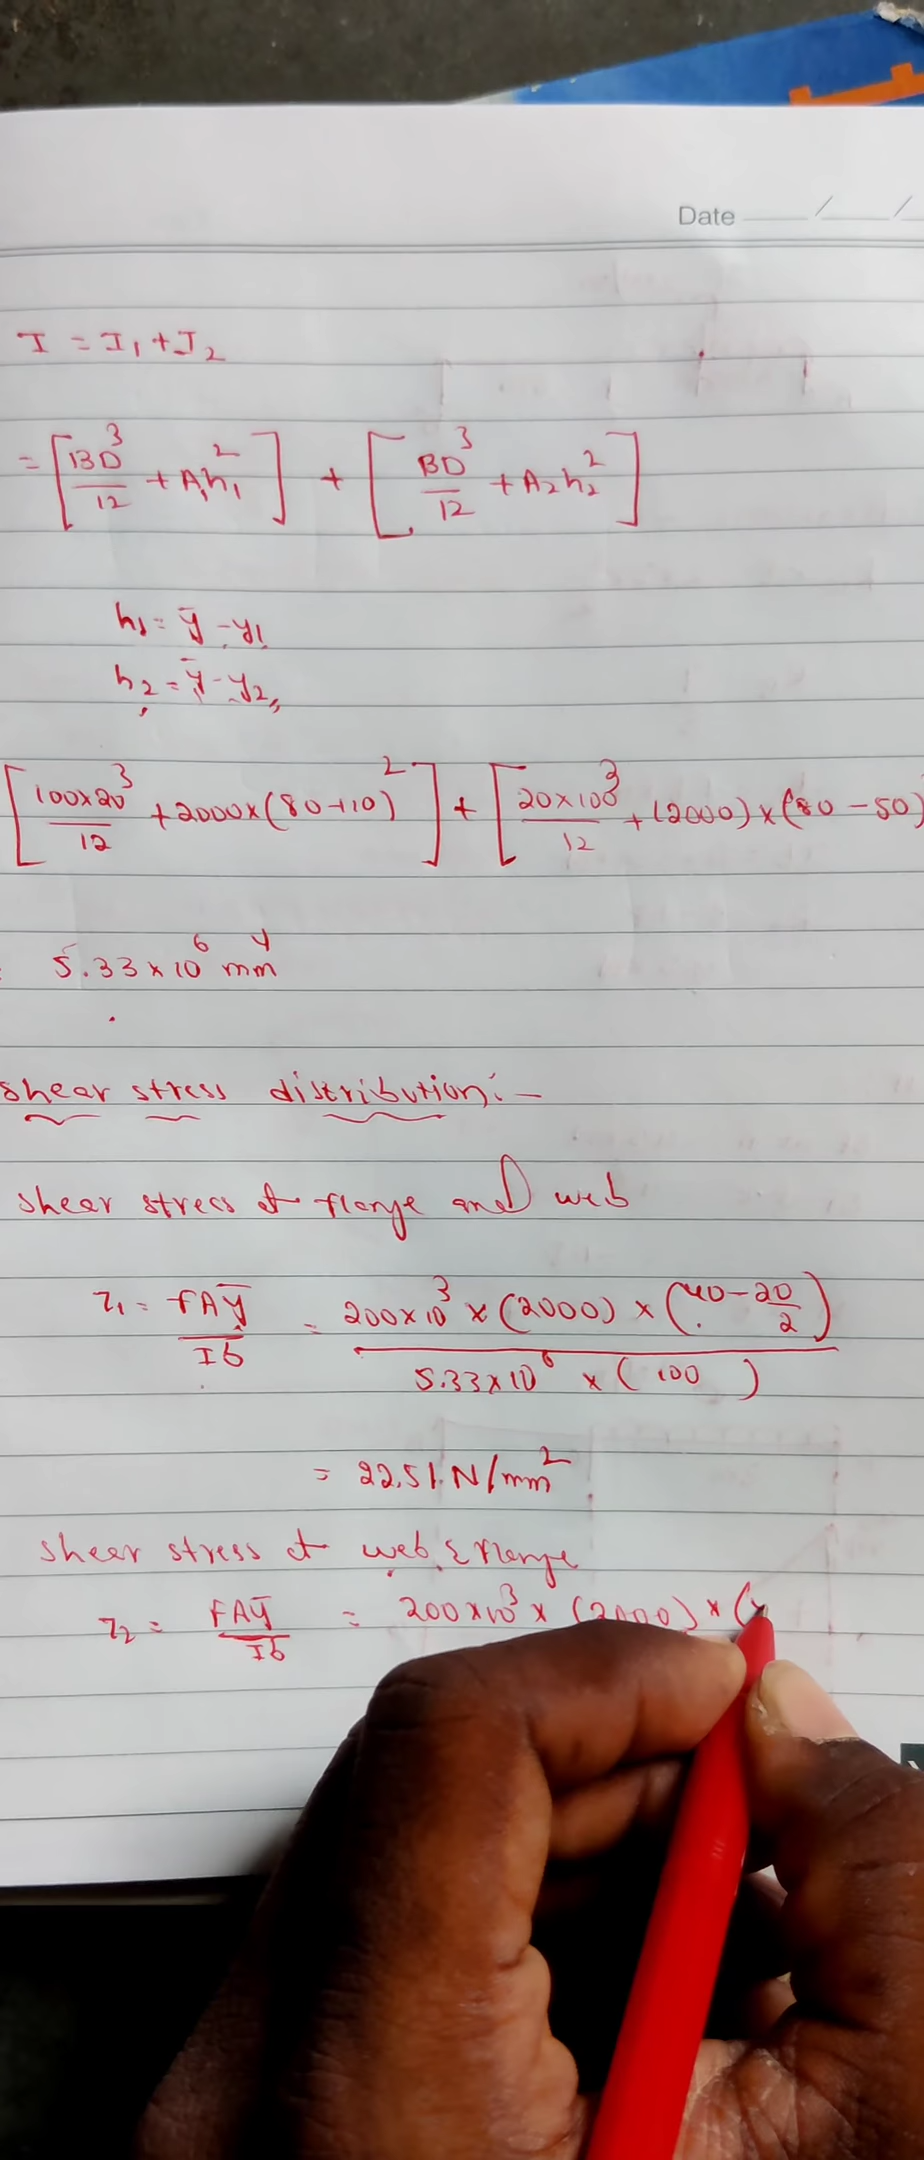 Date __/__/
I = I₁ + I₂
= [BD³/12 + A₁h₁²] + [BD³/12 + A₂h₂²]
h₁ = ȳ - y₁
h₂ = ȳ - y₂,,
[100×20³/12 + 2000×(80-110)²] + [20×100³/12 + (2000)×(80-50)
5.33×10⁶ mm⁴
shear stress distribution:-
shear stress at flange and web
τ₁ = FAȳ/Ib = 200×10³ × (2000) × (40 - 20/2) / 5.33×10⁶ × (100)
= 22.51 N/mm²
shear stress at web & flange
τ₂ = FAȳ/Ib = 200×10³ × (2000) × (